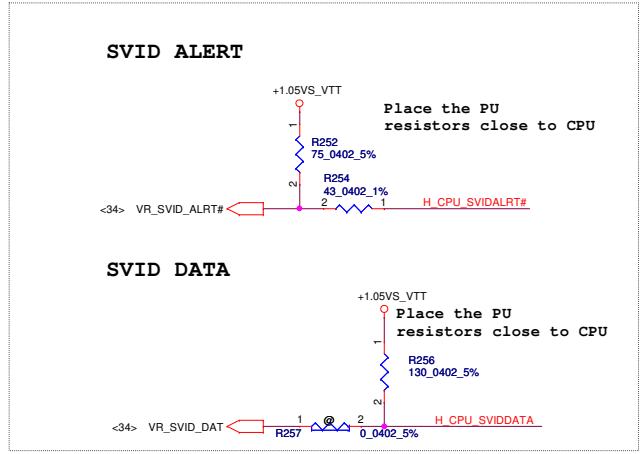 SVID ALERT
+1.05VS_VTT
Place the PU
resistors close to CPU
1
R252
75_0402_5%
2
R254
43_0402_1%
<34> VR_SVID_ALRT#
2
1
H_CPU_SVIDALRT#
SVID DATA
+1.05VS_VTT
Place the PU
resistors close to CPU
1
R256
130_0402_5%
2
<34> VR_SVID_DAT
1
@
2
H_CPU_SVIDDATA
R257
0_0402_5%